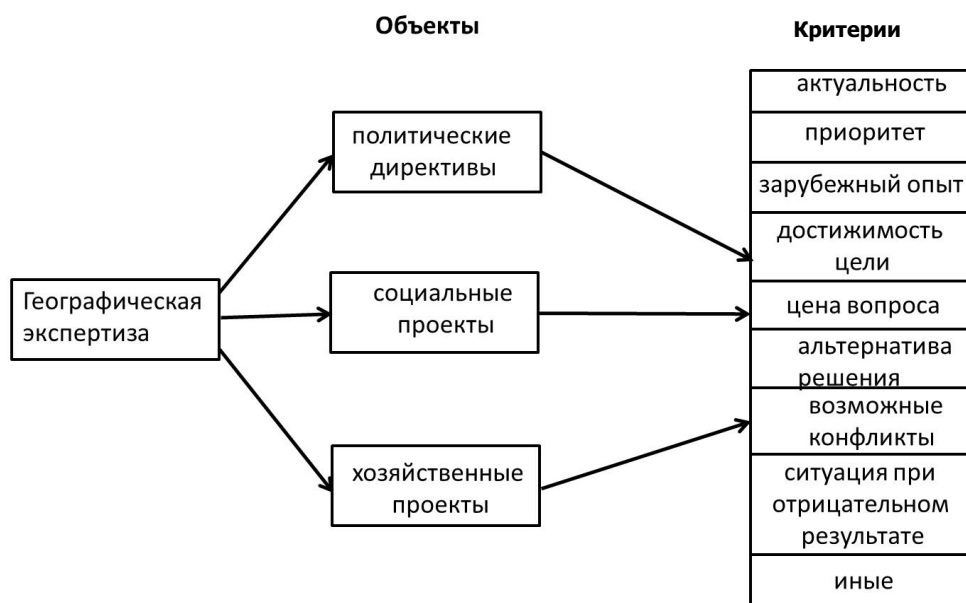 Объекты
Критерии
Географическая
экспертиза
политические
директивы
социальные
проекты
хозяйственные
проекты
актуальность
приоритет
зарубежный опыт
достижимость
цели
цена вопроса
альтернатива
решения
возможные
конфликты
ситуация при
отрицательном
результате
иные